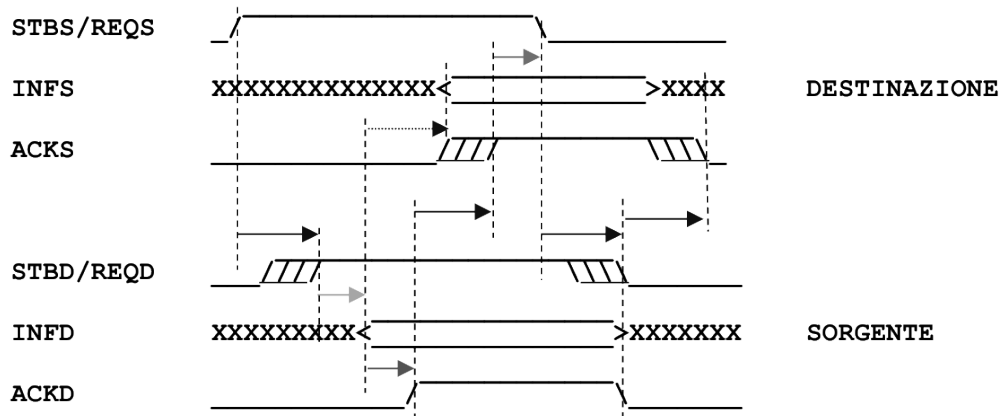 STBS/REQS
INFS XXXXXXXXXXXXXX< >XXXX DESTINAZIONE
ACKS
STBD/REQD
INFD XXXXXXXXX< >XXXXXXX SORGENTE
ACKD